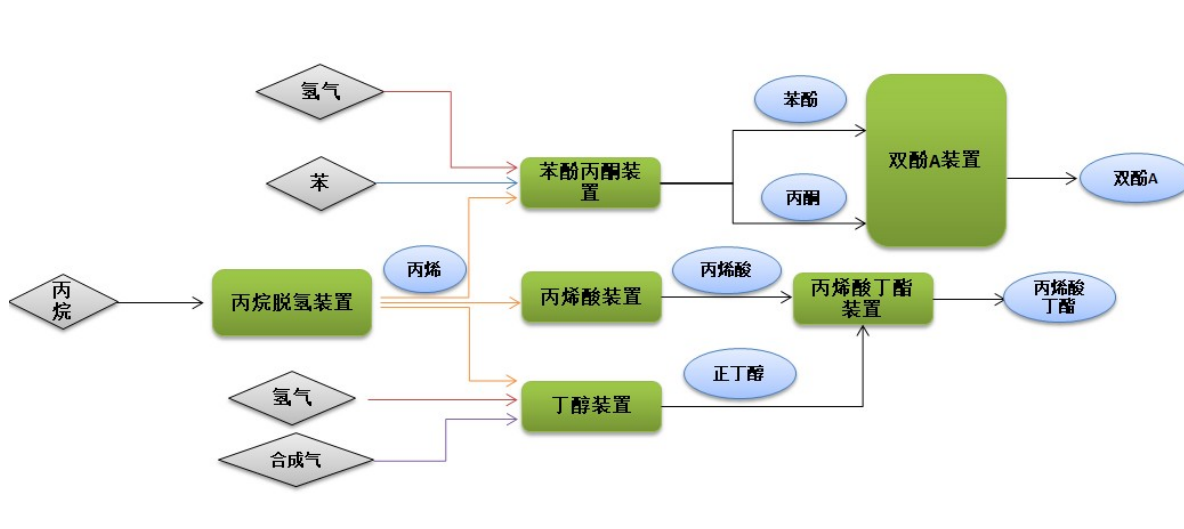 氢气
苯酚
双酚A装置
苯
苯酚丙酮装
置
双酚A
丙酮
丙烯
丙
烷
丙烷脱氢装置
丙烯酸装置
丙烯酸
丙烯酸丁酯
装置
丙烯酸
丁酯
氢气
丁醇装置
正丁醇
合成气